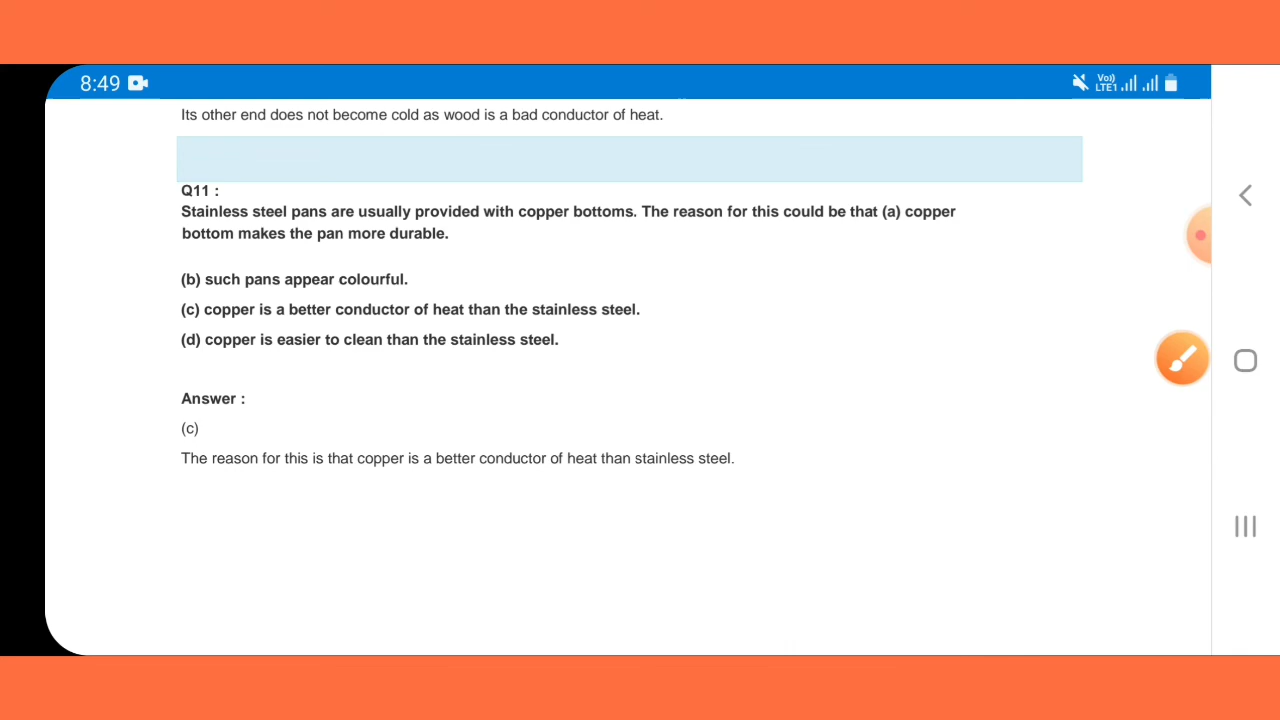 8:49
Vo))
LTE1
Its other end does not become cold as wood is a bad conductor of heat.
Q11 :
Stainless steel pans are usually provided with copper bottoms. The reason for this could be that (a) copper
bottom makes the pan more durable.
(b) such pans appear colourful.
(c) copper is a better conductor of heat than the stainless steel.
(d) copper is easier to clean than the stainless steel.
Answer :
(c)
The reason for this is that copper is a better conductor of heat than stainless steel.